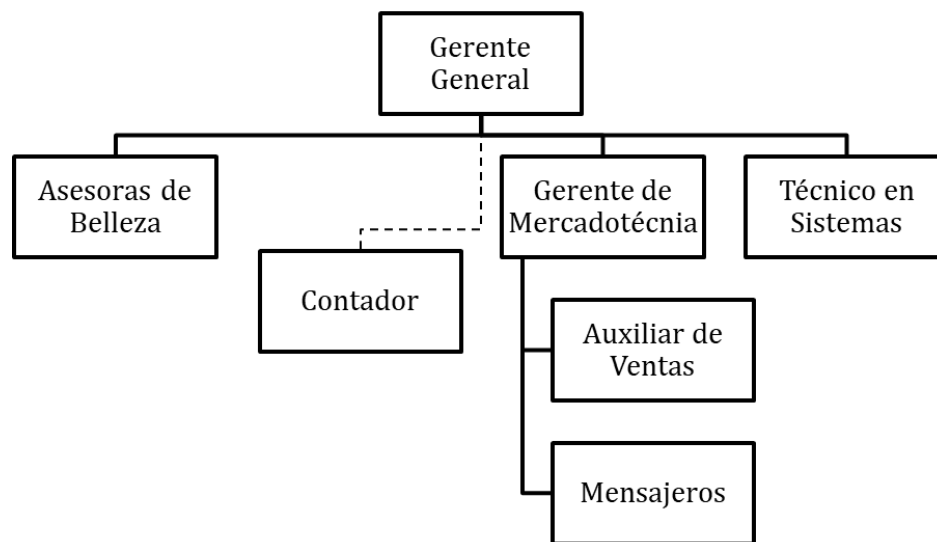 Gerente
General
Asesoras de
Belleza
Gerente de
Mercadotécnia
Técnico en
Sistemas
Contador
Auxiliar de
Ventas
Mensajeros